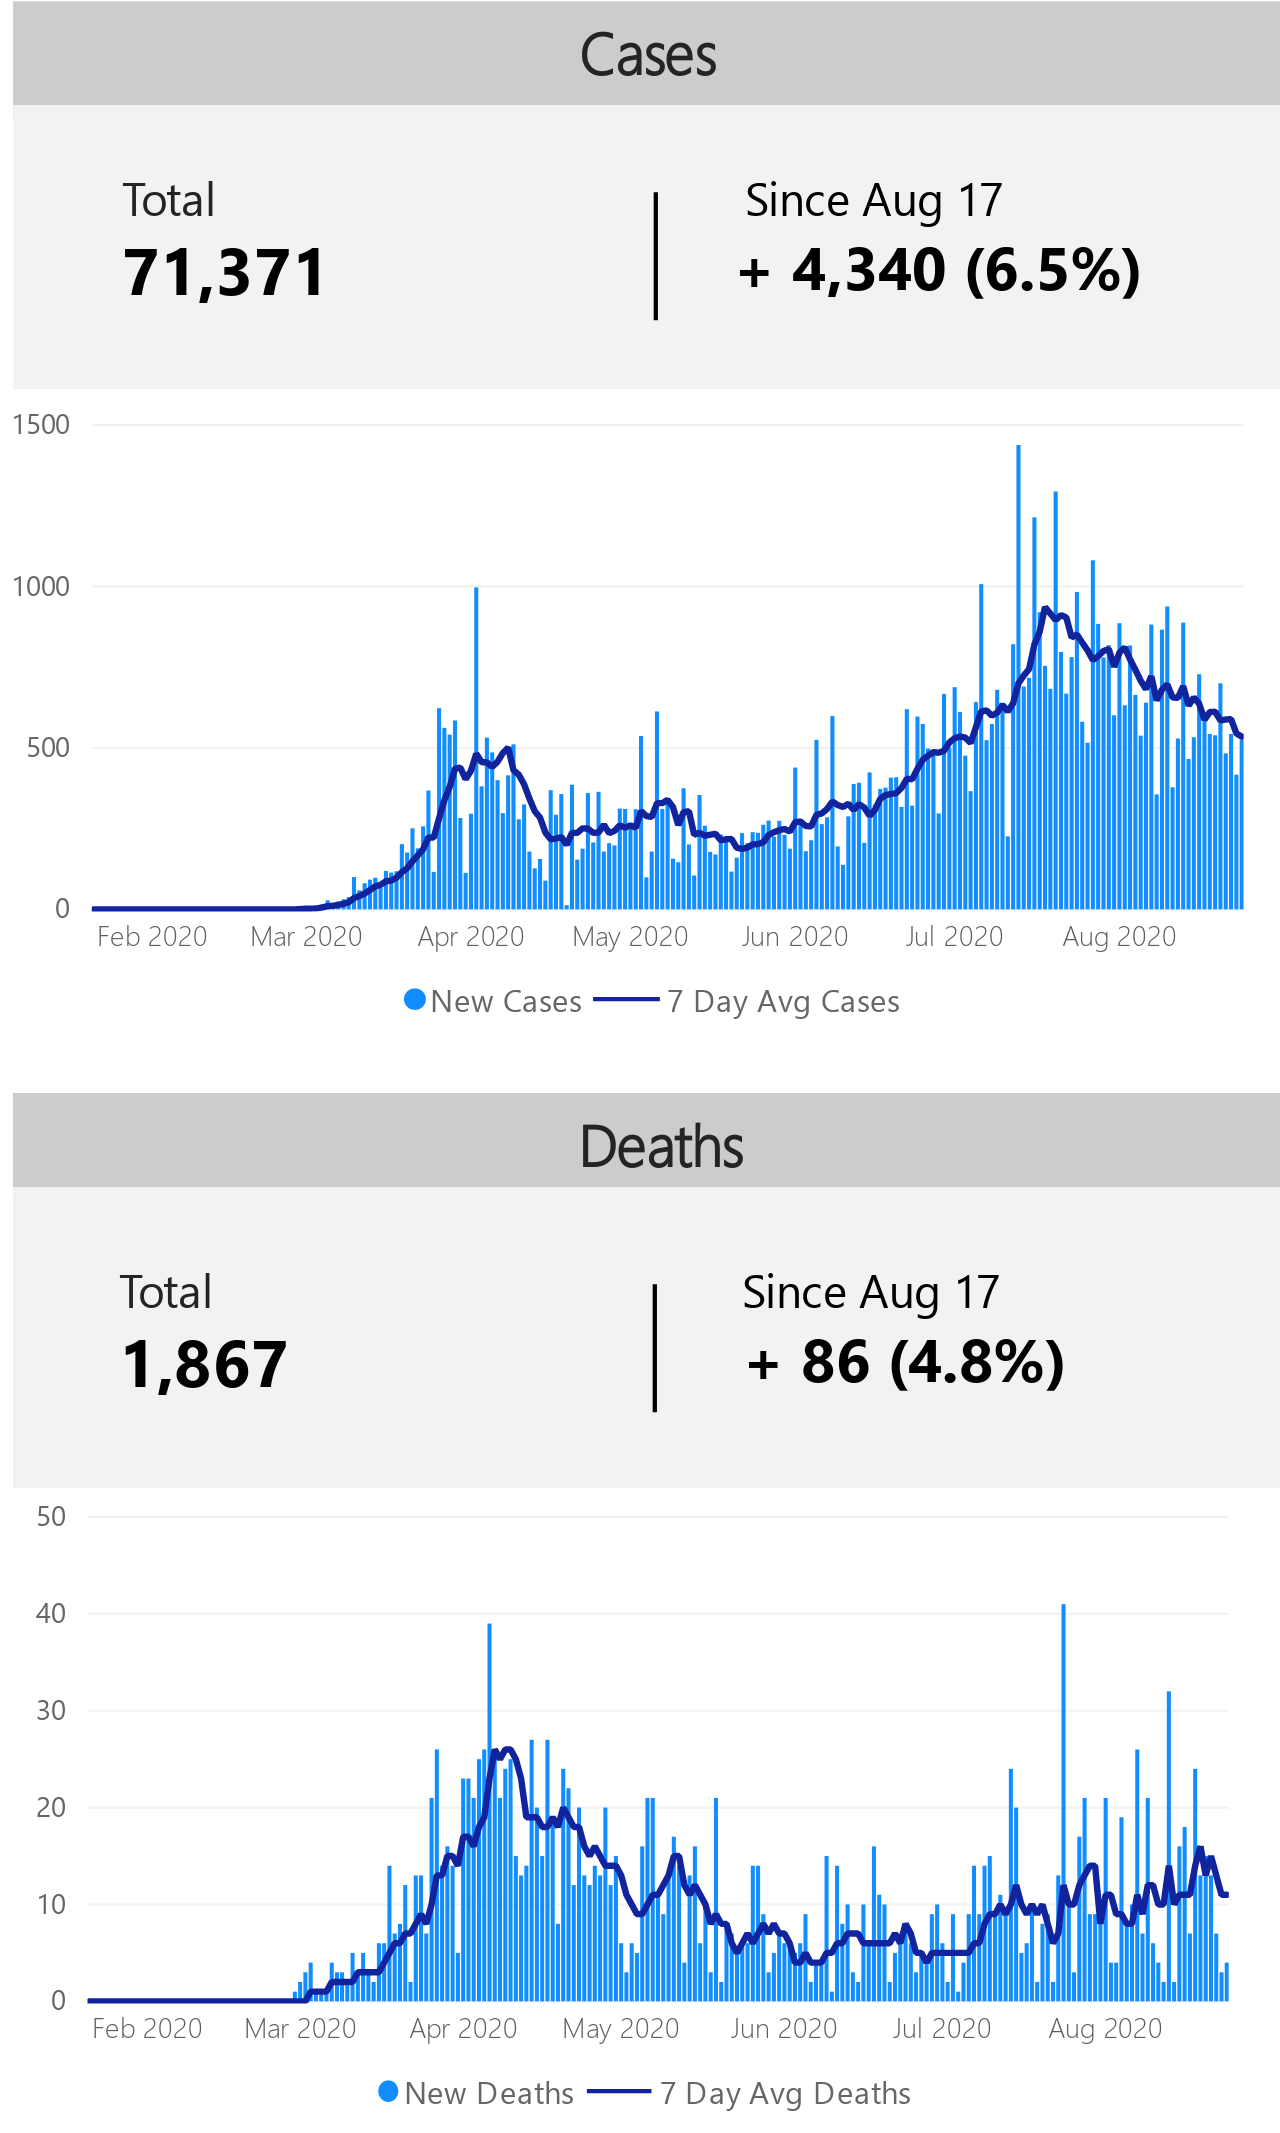 Cases
Total
Since Aug 17
71,371
+ 4,340 (6.5%)
1500
1000
500
0
Feb 2020 Mar 2020 Apr 2020 May 2020 Jun 2020 Jul 2020 Aug 2020
New Cases 7 Day Avg Cases
Deaths
Total
Since Aug 17
1,867
+ 86 (4.8%)
50
40
30
20
10
0
Feb 2020 Mar 2020 Apr 2020 May 2020 Jun 2020 Jul 2020 Aug 2020
New Deaths 7 Day Avg Deaths